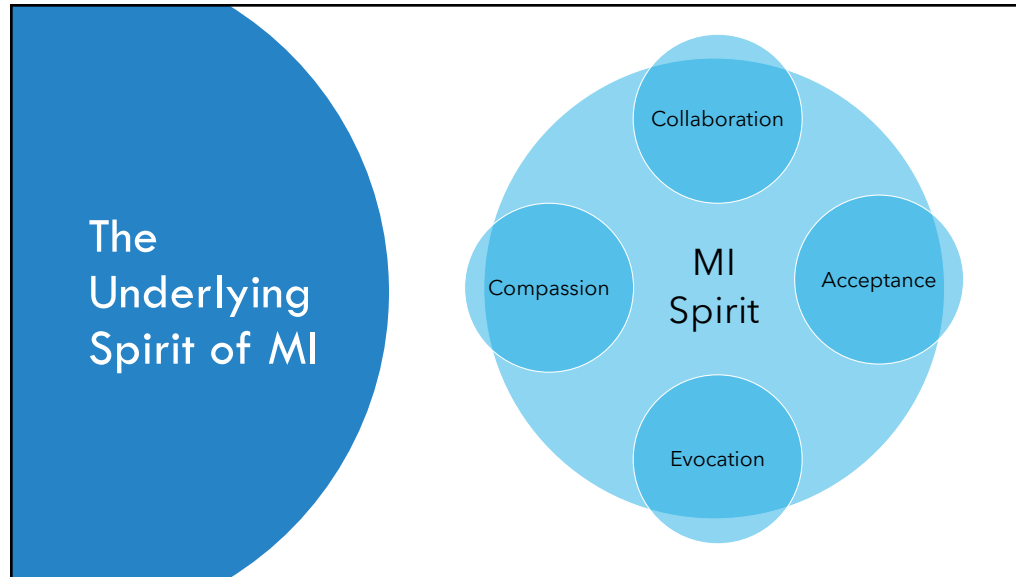 The
Underlying
Spirit of MI
Collaboration
Compassion
MI
Spirit
Acceptance
Evocation